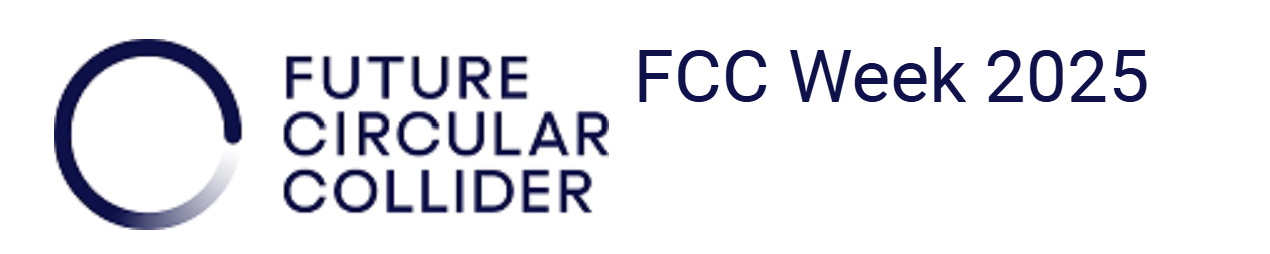 FUTURE
CIRCULAR
COLLIDER
FCC Week 2025